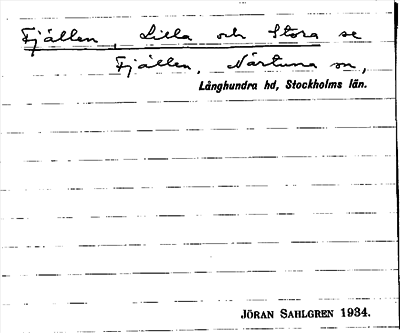 Fjällen, Lilla och Stora se
Fjällen, Närtuna sn,
Långhundra hd, Stockholms län.
JÖRAN SAHLGREN 1934.